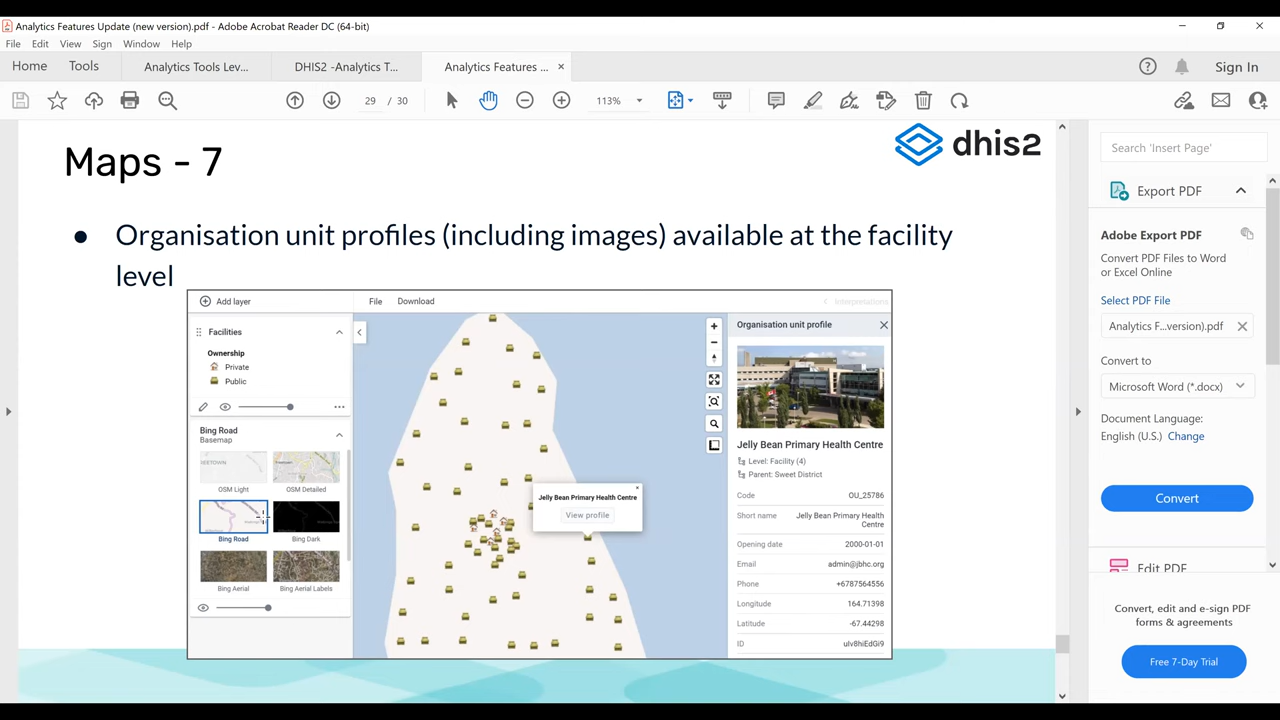 Analytics Features Update (new version).pdf - Adobe Acrobat Reader DC (64-bit)
File Edit View Sign Window Help
Home Tools Analytics Tools Lev... DHIS2 -Analytics T... Analytics Features ... Sign In
29 / 30 113%
Maps - 7
dhis2
● Organisation unit profiles (including images) available at the facility
level
Add layer
File Download Interpretations
Facilities
Ownership
Private
Public
Bing Road
Basemap
OSM Light OSM Detailed
Bing Road Bing Dark
Bing Aerial Bing Aerial Labels
Jelly Bean Primary Health Centre
View profile
Organisation unit profile
Jelly Bean Primary Health Centre
Level: Facility (4)
Parent: Sweet District
Code OU_25786
Short name Jelly Bean Primary Health
Centre
Opening date 2000-01-01
Email admin@jbhc.org
Phone +6787564556
Longitude 164.71398
Latitude -67.44298
ID uIv8hiEdGi9
Search 'Insert Page'
Export PDF
Adobe Export PDF
Convert PDF Files to Word
or Excel Online
Select PDF File
Analytics F...version).pdf
Convert to
Microsoft Word (*.docx)
Document Language:
English (U.S.) Change
Convert
Edit PDF
Convert, edit and e-sign PDF
forms & agreements
Free 7-Day Trial